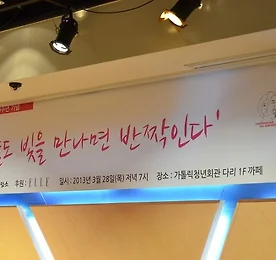 도 빛을 만나면 반짝인다'
후원 : ELLE 일시 : 2013년 3월 28일(목) 저녁 7시 장소 : 가톨릭청년회관 다리 1F 까페